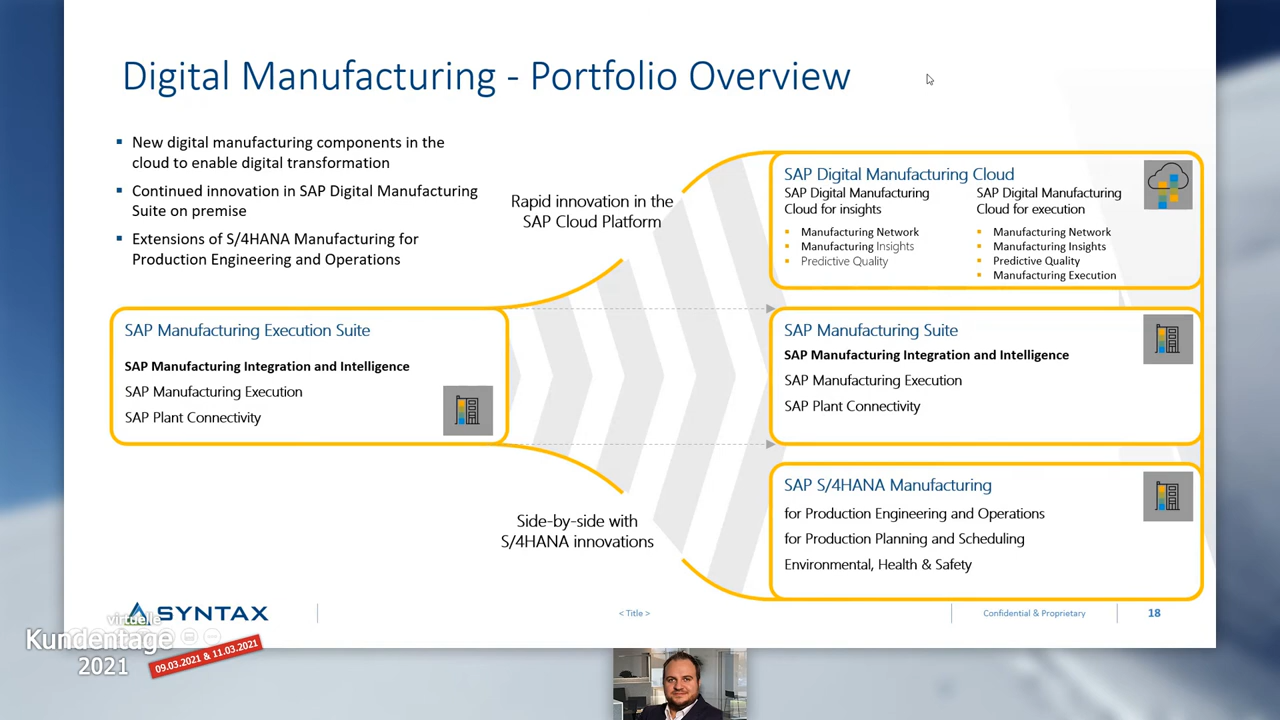 Digital Manufacturing - Portfolio Overview
New digital manufacturing components in the
cloud to enable digital transformation
Continued innovation in SAP Digital Manufacturing
Suite on premise
Extensions of S/4HANA Manufacturing for
Production Engineering and Operations
Rapid innovation in the
SAP Cloud Platform
SAP Digital Manufacturing Cloud
SAP Digital Manufacturing
Cloud for insights
Manufacturing Network
Manufacturing Insights
Predictive Quality
SAP Digital Manufacturing
Cloud for execution
Manufacturing Network
Manufacturing Insights
Predictive Quality
Manufacturing Execution
SAP Manufacturing Execution Suite
SAP Manufacturing Integration and Intelligence
SAP Manufacturing Execution
SAP Plant Connectivity
SAP Manufacturing Suite
SAP Manufacturing Integration and Intelligence
SAP Manufacturing Execution
SAP Plant Connectivity
Side-by-side with
S/4HANA innovations
SAP S/4HANA Manufacturing
for Production Engineering and Operations
for Production Planning and Scheduling
Environmental, Health & Safety
SYNTAX
< Title >
Confidential & Proprietary
18
virtuelle
Kundentage
2021
09.03.2021 & 11.03.2021